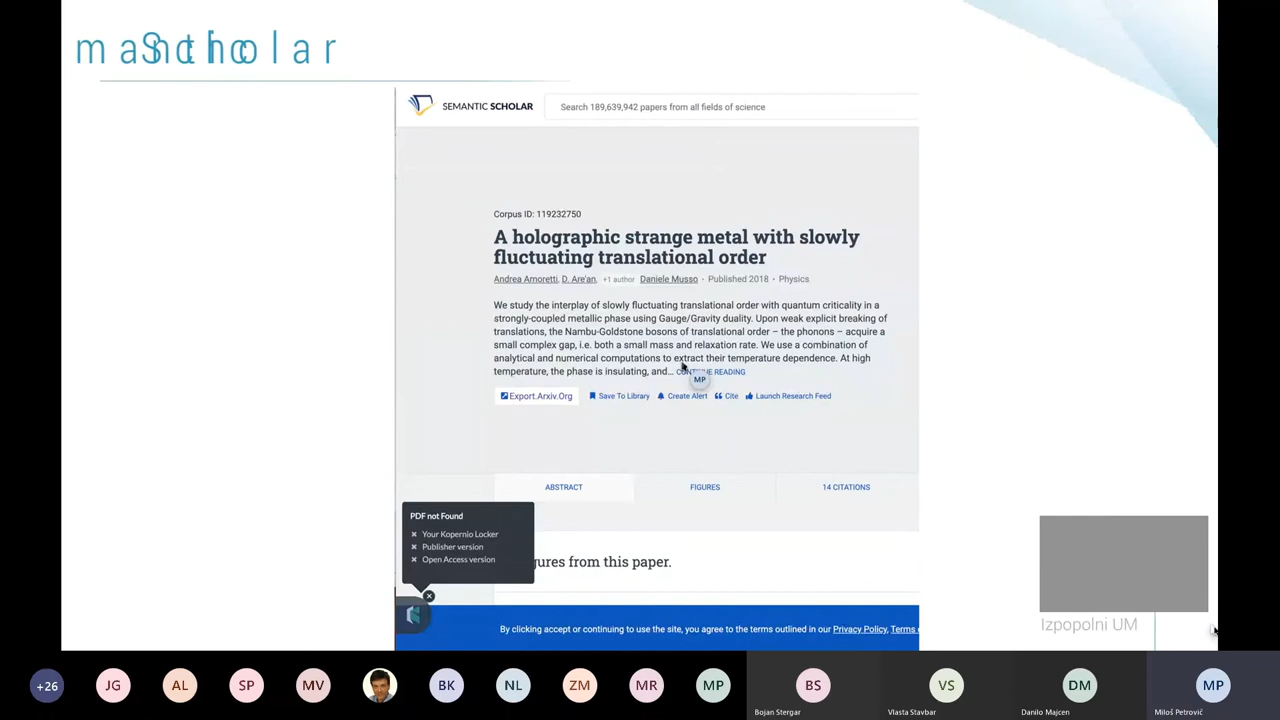 SEMANTIC SCHOLAR
Search 189,639,942 papers from all fields of science
Corpus ID: 119232750
A holographic strange metal with slowly
fluctuating translational order
Andrea Amoretti, D. Are'an, +1 author Daniele Musso · Published 2018 · Physics
We study the interplay of slowly fluctuating translational order with quantum criticality in a
strongly-coupled metallic phase using Gauge/Gravity duality. Upon weak explicit breaking of
translations, the Nambu-Goldstone bosons of translational order – the phonons – acquire a
small complex gap, i.e. both a small mass and relaxation rate. We use a combination of
analytical and numerical computations to extract their temperature dependence. At high
temperature, the phase is insulating, and... READING
MP
Export.Arxiv.Org Save To Library Create Alert Cite Launch Research Feed
ABSTRACT FIGURES 14 CITATIONS
PDF not Found
Your Kopernio Locker
Publisher version
Open Access version
gures from this paper.
By clicking accept or continuing to use the site, you agree to the terms outlined in our Privacy Policy, Terms
Izpopolni UM
+26 JG AL SP MV BK NL ZM MR MP BS VS DM MP
Bojan Stergar Vlasta Stavbar Danilo Majcen Miloš Petrovič